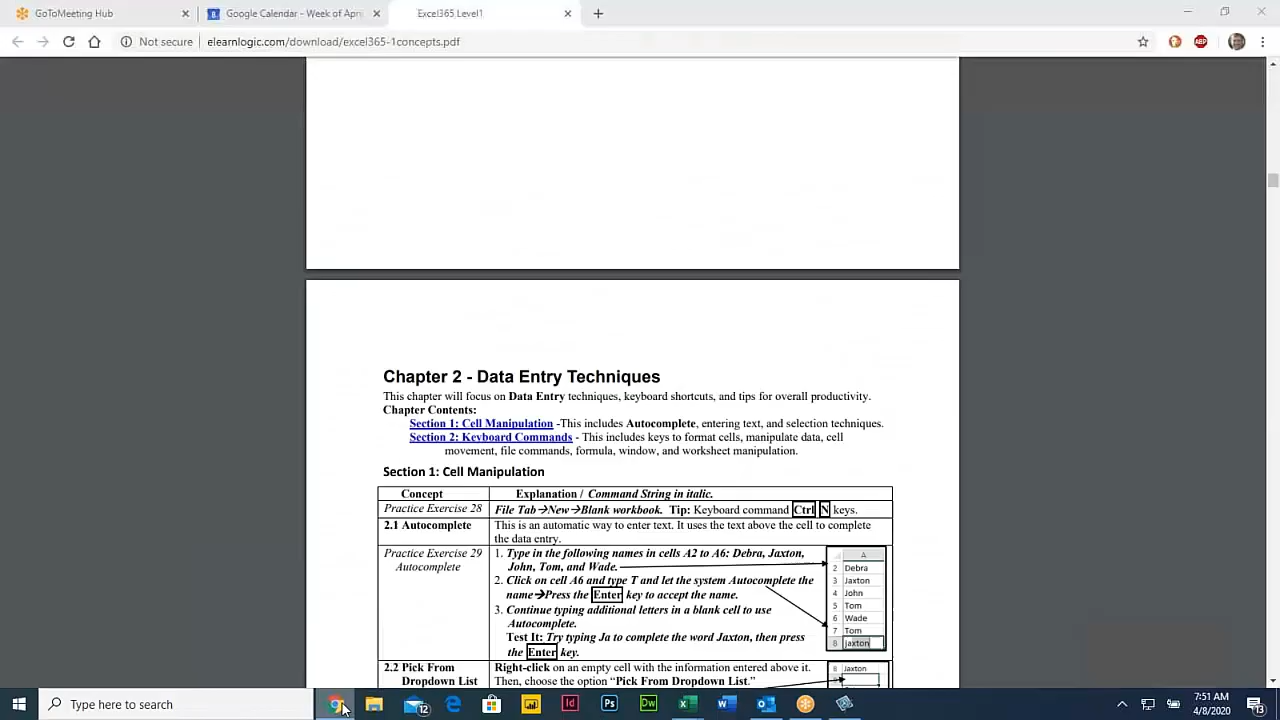 GoToMeeting Hub
Google Calendar - Week of Apri
Excel365 Level1
Not secure
elearnlogic.com/download/excel365-1concepts.pdf
ABP
Chapter 2 - Data Entry Techniques
This chapter will focus on Data Entry techniques, keyboard shortcuts, and tips for overall productivity.
Chapter Contents:
Section 1: Cell Manipulation -This includes Autocomplete, entering text, and selection techniques.
Section 2: Keyboard Commands - This includes keys to format cells, manipulate data, cell
movement, file commands, formula, window, and worksheet manipulation.
Section 1: Cell Manipulation
Concept
Explanation / Command String in italic.
Practice Exercise 28
File Tab→New→Blank workbook. Tip: Keyboard command Ctrl N keys.
2.1 Autocomplete
This is an automatic way to enter text. It uses the text above the cell to complete
the data entry.
Practice Exercise 29
Autocomplete
1. Type in the following names in cells A2 to A6: Debra, Jaxton,
John, Tom, and Wade.
2. Click on cell A6 and type T and let the system Autocomplete the
name→Press the Enter key to accept the name.
3. Continue typing additional letters in a blank cell to use
Autocomplete.
Test It: Try typing Ja to complete the word Jaxton, then press
the Enter key.
A
2 Debra
3 Jaxton
4 John
5 Tom
6 Wade
7 Tom
8 jaxton
2.2 Pick From
Dropdown List
Right-click on an empty cell with the information entered above it.
Then, choose the option “Pick From Dropdown List.”
8 Jaxton
Type here to search
12
Id
Ps
Dw
7:51 AM
4/8/2020
13